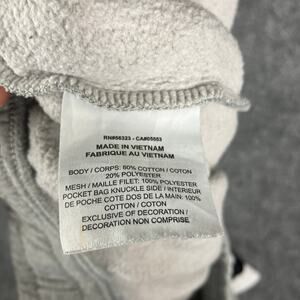 RN#56323 - CA#05553
MADE IN VIETNAM
FABRIQUE AU VIETNAM
BODY / CORPS: 80% COTTON / COTON
20% POLYESTER
MESH / MAILLE FILET: 100% POLYESTER
POCKET BAG KNUCKLE SIDE / INTERIEUR
DE POCHE COTE DOS DE LA MAIN: 100%
COTTON / COTON
EXCLUSIVE OF DECORATION /
DECORATION NON COMPRISE